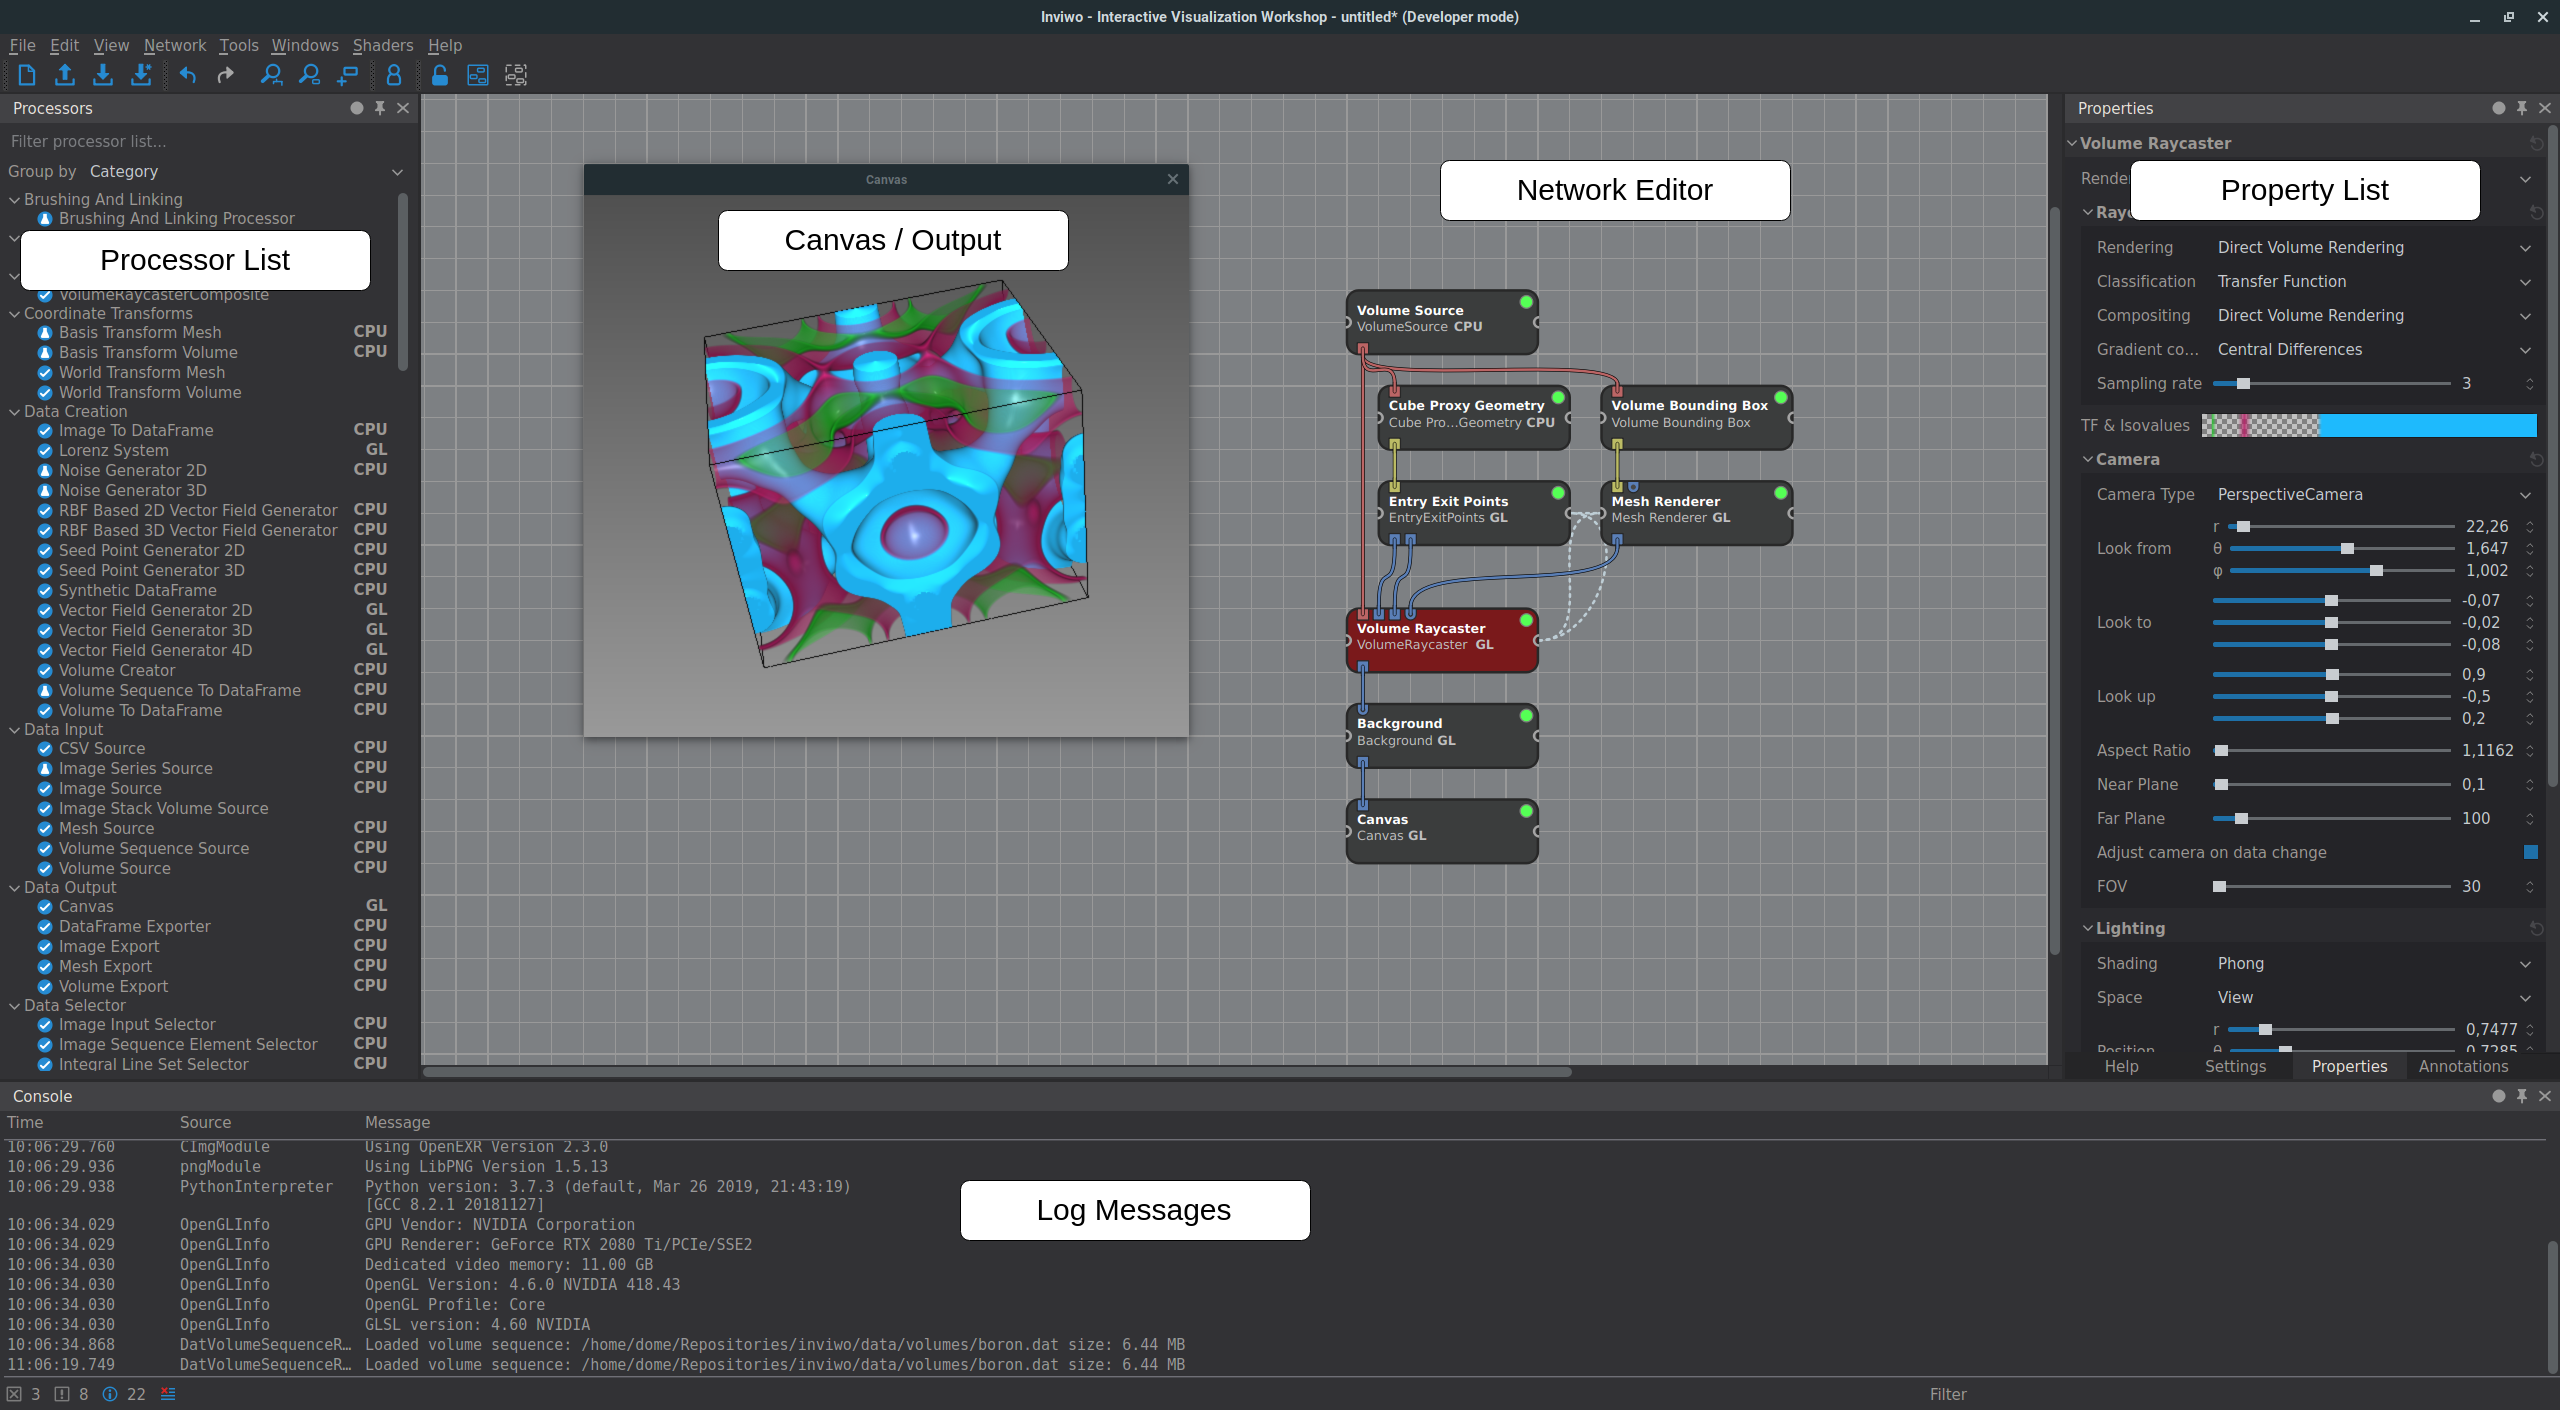 Inviwo - Interactive Visualization Workshop - untitled* (Developer mode)
File Edit View Network Tools Windows Shaders Help
Processors
Filter processor list...
Group by Category
Brushing And Linking
Brushing And Linking Processor
Processor List
VolumeRaycasterComposite
Coordinate Transforms
Basis Transform Mesh CPU
Basis Transform Volume CPU
World Transform Mesh
World Transform Volume
Data Creation
Image To DataFrame CPU
Lorenz System GL
Noise Generator 2D CPU
Noise Generator 3D
RBF Based 2D Vector Field Generator CPU
RBF Based 3D Vector Field Generator CPU
Seed Point Generator 2D CPU
Seed Point Generator 3D CPU
Synthetic DataFrame CPU
Vector Field Generator 2D GL
Vector Field Generator 3D GL
Vector Field Generator 4D GL
Volume Creator CPU
Volume Sequence To DataFrame CPU
Volume To DataFrame CPU
Data Input
CSV Source CPU
Image Series Source CPU
Image Source CPU
Image Stack Volume Source
Mesh Source CPU
Volume Sequence Source CPU
Volume Source CPU
Data Output
Canvas GL
DataFrame Exporter CPU
Image Export CPU
Mesh Export CPU
Volume Export CPU
Data Selector
Image Input Selector CPU
Image Sequence Element Selector CPU
Integral Line Set Selector CPU
Canvas
Canvas / Output
Network Editor
Volume Source
VolumeSource CPU
Cube Proxy Geometry
Cube Pro...Geometry CPU
Volume Bounding Box
Volume Bounding Box
Entry Exit Points
EntryExitPoints GL
Mesh Renderer
Mesh Renderer GL
Volume Raycaster
VolumeRaycaster GL
Background
Background GL
Canvas
Canvas GL
Properties
Volume Raycaster
Property List
Rendering Direct Volume Rendering
Classification Transfer Function
Compositing Direct Volume Rendering
Gradient co... Central Differences
Sampling rate 3
TF & Isovalues
Camera
Camera Type PerspectiveCamera
r 22,26
Look from θ 1,647
φ 1,002
-0,07
Look to -0,02
-0,08
0,9
Look up -0,5
0,2
Aspect Ratio 1,1162
Near Plane 0,1
Far Plane 100
Adjust camera on data change
FOV 30
Lighting
Shading Phong
Space View
r 0,7477
Position θ 0,7285
Help Settings Properties Annotations
Console
Time Source Message
10:06:29.760 CImgModule Using OpenEXR Version 2.3.0
10:06:29.936 pngModule Using LibPNG Version 1.5.13
10:06:29.938 PythonInterpreter Python version: 3.7.3 (default, Mar 26 2019, 21:43:19)
[GCC 8.2.1 20181127]
10:06:34.029 OpenGLInfo GPU Vendor: NVIDIA Corporation
10:06:34.029 OpenGLInfo GPU Renderer: GeForce RTX 2080 Ti/PCIe/SSE2
10:06:34.030 OpenGLInfo Dedicated video memory: 11.00 GB
10:06:34.030 OpenGLInfo OpenGL Version: 4.6.0 NVIDIA 418.43
10:06:34.030 OpenGLInfo OpenGL Profile: Core
10:06:34.030 OpenGLInfo GLSL version: 4.60 NVIDIA
10:06:34.868 DatVolumeSequenceR... Loaded volume sequence: /home/dome/Repositories/inviwo/data/volumes/boron.dat size: 6.44 MB
11:06:19.749 DatVolumeSequenceR... Loaded volume sequence: /home/dome/Repositories/inviwo/data/volumes/boron.dat size: 6.44 MB
Log Messages
3 8 22 Filter